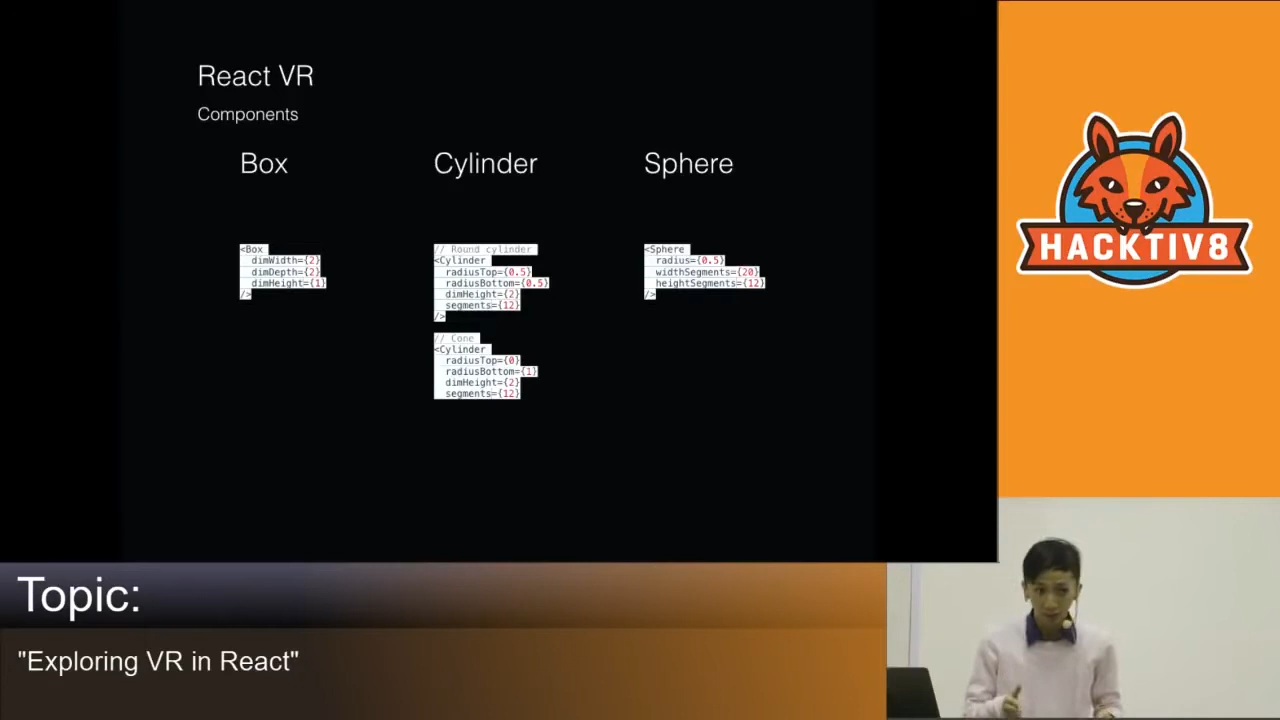 React VR
Components
Box
Cylinder
Sphere
<Box
dimWidth={2}
dimDepth={2}
dimHeight={1}
/>
// Round cylinder
<Cylinder
radiusTop={0.5}
radiusBottom={0.5}
dimHeight={2}
segments={12}
/>
// Cone
<Cylinder
radiusTop={0}
radiusBottom={1}
dimHeight={2}
segments={12}
<Sphere
radius={0.5}
widthSegments={20}
heightSegments={12}
/>
HACKTIV8
Topic:
"Exploring VR in React"